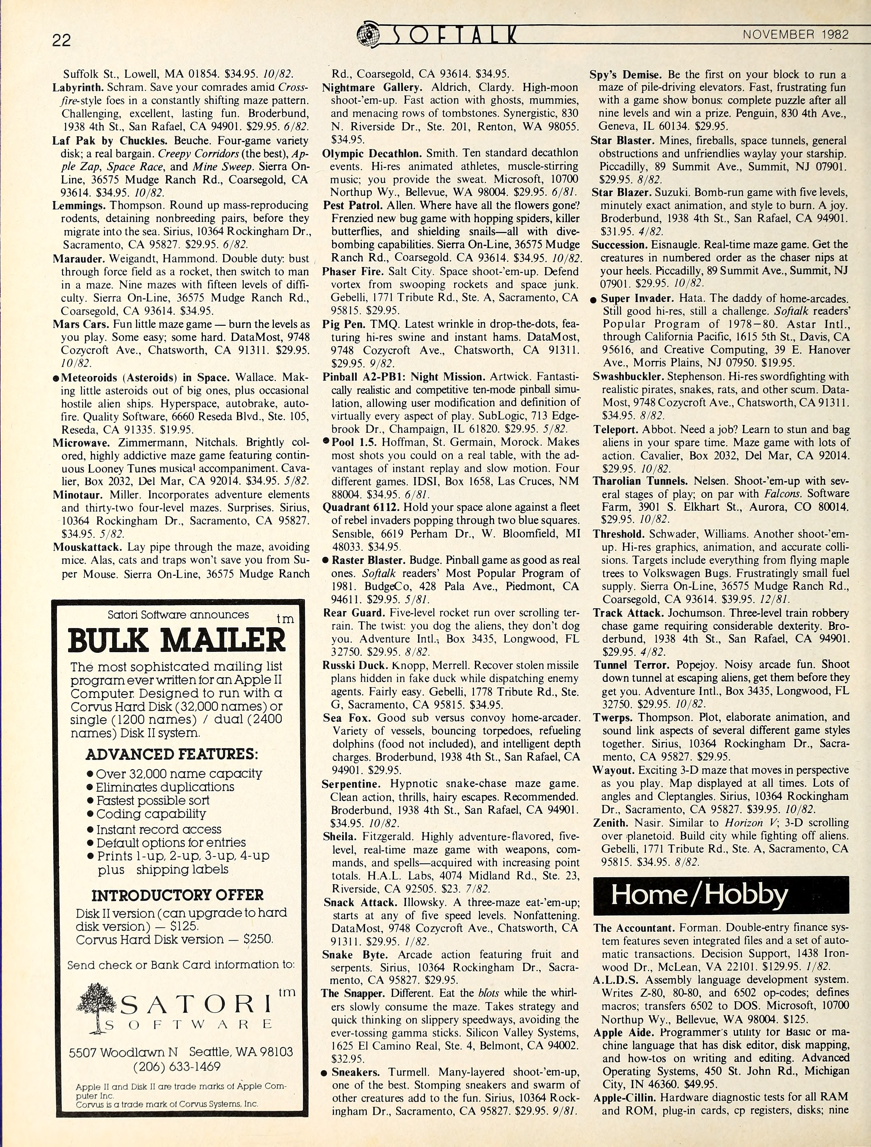 22
SOFTALK
NOVEMBER 1982
Suffolk St., Lowell, MA 01854. $34.95. 10/82.
Labyrinth. Schram. Save your comrades amid Cross-
fire-style foes in a constantly shifting maze pattern.
Challenging, excellent, lasting fun. Broderbund,
1938 4th St., San Rafael, CA 94901. $29.95. 6/82.
Laf Pak by Chuckles. Beuche. Four-game variety
disk; a real bargain. Creepy Corridors (the best), Ap-
ple Zap, Space Race, and Mine Sweep. Sierra On-
Line, 36575 Mudge Ranch Rd., Coarsegold, CA
93614. $34.95. 10/82.
Lemmings. Thompson. Round up mass-reproducing
rodents, detaining nonbreeding pairs, before they
migrate into the sea. Sirius, 10364 Rockingham Dr.,
Sacramento, CA 95827. $29.95. 6/82.
Marauder. Weigandt, Hammond. Double duty: bust
through force field as a rocket, then switch to man
in a maze. Nine mazes with fifteen levels of diffi-
culty. Sierra On-Line, 36575 Mudge Ranch Rd.,
Coarsegold, CA 93614. $34.95.
Mars Cars. Fun little maze game — burn the levels as
you play. Some easy; some hard. DataMost, 9748
Cozycroft Ave., Chatsworth, CA 91311. $29.95.
10/82.
● Meteoroids (Asteroids) in Space. Wallace. Mak-
ing little asteroids out of big ones, plus occasional
hostile alien ships. Hyperspace, autobrake, auto-
fire. Quality Software, 6660 Reseda Blvd., Ste. 105,
Reseda, CA 91335. $19.95.
Microwave. Zimmermann, Nitchals. Brightly col-
ored, highly addictive maze game featuring contin-
uous Looney Tunes musical accompaniment. Cava-
lier, Box 2032, Del Mar, CA 92014. $34.95. 5/82.
Minotaur. Miller. Incorporates adventure elements
and thirty-two four-level mazes. Surprises. Sirius,
10364 Rockingham Dr., Sacramento, CA 95827.
$34.95. 5/82.
Mouskattack. Lay pipe through the maze, avoiding
mice. Alas, cats and traps won't save you from Su-
per Mouse. Sierra On-Line, 36575 Mudge Ranch
Satori Software announces tm
BULK MAILER
The most sophistcated mailing list
program ever written for an Apple II
Computer. Designed to run with a
Corvus Hard Disk (32,000 names) or
single (1200 names) / dual (2400
names) Disk II system.
ADVANCED FEATURES:
● Over 32,000 name capacity
● Eliminates duplications
● Fastest possible sort
● Coding capability
● Instant record access
● Default options for entries
● Prints 1-up, 2-up, 3-up, 4-up
plus shipping labels
INTRODUCTORY OFFER
Disk II version (can upgrade to hard
disk version) — $125.
Corvus Hard Disk version — $250.
Send check or Bank Card information to:
SATORI tm
SOFTWARE
5507 Woodlawn N Seattle, WA 98103
(206) 633-1469
Apple II and Disk II are trade marks of Apple Com-
puter Inc.
Corvus is a trade mark of Corvus Systems, Inc.
Rd., Coarsegold, CA 93614. $34.95.
Nightmare Gallery. Aldrich, Clardy. High-moon
shoot-'em-up. Fast action with ghosts, mummies,
and menacing rows of tombstones. Synergistic, 830
N. Riverside Dr., Ste. 201, Renton, WA 98055.
$34.95.
Olympic Decathlon. Smith. Ten standard decathlon
events. Hi-res animated athletes, muscle-stirring
music; you provide the sweat. Microsoft, 10700
Northup Wy., Bellevue, WA 98004. $29.95. 6/81.
Pest Patrol. Allen. Where have all the flowers gone?
Frenzied new bug game with hopping spiders, killer
butterflies, and shielding snails—all with dive-
bombing capabilities. Sierra On-Line, 36575 Mudge
Ranch Rd., Coarsegold. CA 93614. $34.95. 10/82.
Phaser Fire. Salt City. Space shoot-'em-up. Defend
vortex from swooping rockets and space junk.
Gebelli, 1771 Tribute Rd., Ste. A, Sacramento, CA
95815. $29.95.
Pig Pen. TMQ. Latest wrinkle in drop-the-dots, fea-
turing hi-res swine and instant hams. DataMost,
9748 Cozycroft Ave., Chatsworth, CA 91311.
$29.95. 9/82.
Pinball A2-PB1: Night Mission. Artwick. Fantasti-
cally realistic and competitive ten-mode pinball simu-
lation, allowing user modification and definition of
virtually every aspect of play. SubLogic, 713 Edge-
brook Dr., Champaign, IL 61820. $29.95. 5/82.
● Pool 1.5. Hoffman, St. Germain, Morock. Makes
most shots you could on a real table, with the ad-
vantages of instant replay and slow motion. Four
different games. IDSI, Box 1658, Las Cruces, NM
88004. $34.95. 6/81.
Quadrant 6112. Hold your space alone against a fleet
of rebel invaders popping through two blue squares.
Sensible, 6619 Perham Dr., W. Bloomfield, MI
48033. $34.95
● Raster Blaster. Budge. Pinball game as good as real
ones. Softalk readers' Most Popular Program of
1981. BudgeCo, 428 Pala Ave., Piedmont, CA
94611. $29.95. 5/81.
Rear Guard. Five-level rocket run over scrolling ter-
rain. The twist: you dog the aliens, they don't dog
you. Adventure Intl., Box 3435, Longwood, FL
32750. $29.95. 8/82.
Russki Duck. Knopp, Merrell. Recover stolen missile
plans hidden in fake duck while dispatching enemy
agents. Fairly easy. Gebelli, 1778 Tribute Rd., Ste.
G, Sacramento, CA 95815. $34.95.
Sea Fox. Good sub versus convoy home-arcader.
Variety of vessels, bouncing torpedoes, refueling
dolphins (food not included), and intelligent depth
charges. Broderbund, 1938 4th St., San Rafael, CA
94901. $29.95.
Serpentine. Hypnotic snake-chase maze game.
Clean action, thrills, hairy escapes. Recommended.
Broderbund, 1938 4th St., San Rafael, CA 94901.
$34.95. 10/82.
Sheila. Fitzgerald. Highly adventure-flavored, five-
level, real-time maze game with weapons, com-
mands, and spells—acquired with increasing point
totals. H.A.L. Labs, 4074 Midland Rd., Ste. 23,
Riverside, CA 92505. $23. 7/82.
Snack Attack. Illowsky. A three-maze eat-'em-up;
starts at any of five speed levels. Nonfattening.
DataMost, 9748 Cozycroft Ave., Chatsworth, CA
91311. $29.95. 1/82.
Snake Byte. Arcade action featuring fruit and
serpents. Sirius, 10364 Rockingham Dr., Sacra-
mento, CA 95827. $29.95.
The Snapper. Different. Eat the blots while the whirl-
ers slowly consume the maze. Takes strategy and
quick thinking on slippery speedways, avoiding the
ever-tossing gamma sticks. Silicon Valley Systems,
1625 El Camino Real, Ste. 4, Belmont, CA 94002.
$32.95.
● Sneakers. Turmell. Many-layered shoot-'em-up,
one of the best. Stomping sneakers and swarm of
other creatures add to the fun. Sirius, 10364 Rock-
ingham Dr., Sacramento, CA 95827. $29.95. 9/81.
Spy's Demise. Be the first on your block to run a
maze of pile-driving elevators. Fast, frustrating fun
with a game show bonus: complete puzzle after all
nine levels and win a prize. Penguin, 830 4th Ave.,
Geneva, IL 60134. $29.95.
Star Blaster. Mines, fireballs, space tunnels, general
obstructions and unfriendlies waylay your starship.
Piccadilly, 89 Summit Ave., Summit, NJ 07901.
$29.95. 8/82.
Star Blazer. Suzuki. Bomb-run game with five levels,
minutely exact animation, and style to burn. A joy.
Broderbund, 1938 4th St., San Rafael, CA 94901.
$31.95. 4/82.
Succession. Eisnaugle. Real-time maze game. Get the
creatures in numbered order as the chaser nips at
your heels. Piccadilly, 89 Summit Ave., Summit, NJ
07901. $29.95. 10/82.
● Super Invader. Hata. The daddy of home-arcades.
Still good hi-res, still a challenge. Softalk readers'
Popular Program of 1978-80. Astar Intl.,
through California Pacific, 1615 5th St., Davis, CA
95616, and Creative Computing, 39 E. Hanover
Ave., Morris Plains, NJ 07950. $19.95.
Swashbuckler. Stephenson. Hi-res swordfighting with
realistic pirates, snakes, rats, and other scum. Data-
Most, 9748 Cozycroft Ave., Chatsworth, CA 91311.
$34.95. 8/82.
Teleport. Abbot. Need a job? Learn to stun and bag
aliens in your spare time. Maze game with lots of
action. Cavalier, Box 2032, Del Mar, CA 92014.
$29.95. 10/82.
Tharolian Tunnels. Nelsen. Shoot-'em-up with sev-
eral stages of play; on par with Falcons. Software
Farm, 3901 S. Elkhart St., Aurora, CO 80014.
$29.95. 10/82.
Threshold. Schwader, Williams. Another shoot-'em-
up. Hi-res graphics, animation, and accurate colli-
sions. Targets include everything from flying maple
trees to Volkswagen Bugs. Frustratingly small fuel
supply. Sierra On-Line, 36575 Mudge Ranch Rd.,
Coarsegold, CA 93614. $39.95. 12/81.
Track Attack. Jochumson. Three-level train robbery
chase game requiring considerable dexterity. Bro-
derbund, 1938 4th St., San Rafael, CA 94901.
$29.95. 4/82.
Tunnel Terror. Popejoy. Noisy arcade fun. Shoot
down tunnel at escaping aliens, get them before they
get you. Adventure Intl., Box 3435, Longwood, FL
32750. $29.95. 10/82.
Twerps. Thompson. Plot, elaborate animation, and
sound link aspects of several different game styles
together. Sirius, 10364 Rockingham Dr., Sacra-
mento, CA 95827. $29.95.
Wayout. Exciting 3-D maze that moves in perspective
as you play. Map displayed at all times. Lots of
angles and Cleptangles. Sirius, 10364 Rockingham
Dr., Sacramento, CA 95827. $39.95. 10/82.
Zenith. Nasir. Similar to Horizon V; 3-D scrolling
over planetoid. Build city while fighting off aliens.
Gebelli, 1771 Tribute Rd., Ste. A, Sacramento, CA
95815. $34.95. 8/82.
Home/Hobby
The Accountant. Forman. Double-entry finance sys-
tem features seven integrated files and a set of auto-
matic transactions. Decision Support, 1438 Iron-
wood Dr., McLean, VA 22101. $129.95. 1/82.
A.L.D.S. Assembly language development system.
Writes Z-80, 80-80, and 6502 op-codes; defines
macros; transfers 6502 to DOS. Microsoft, 10700
Northup Wy., Bellevue, WA 98004. $125.
Apple Aide. Programmer's utility for Basic or ma-
chine language that has disk editor, disk mapping,
and how-tos on writing and editing. Advanced
Operating Systems, 450 St. John Rd., Michigan
City, IN 46360. $49.95.
Apple-Cillin. Hardware diagnostic tests for all RAM
and ROM, plug-in cards, cp registers, disks; nine